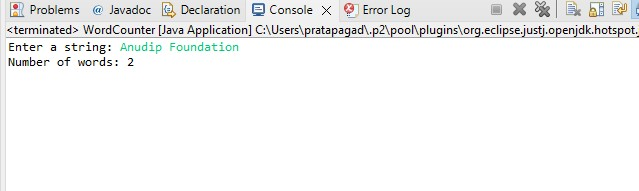 Problems @ Javadoc Declaration Console Error Log
<terminated> WordCounter [Java Application] C:\Users\pratapagad\.p2\pool\plugins\org.eclipse.justj.openjdk.hotspot.
Enter a string: Anudip Foundation
Number of words: 2